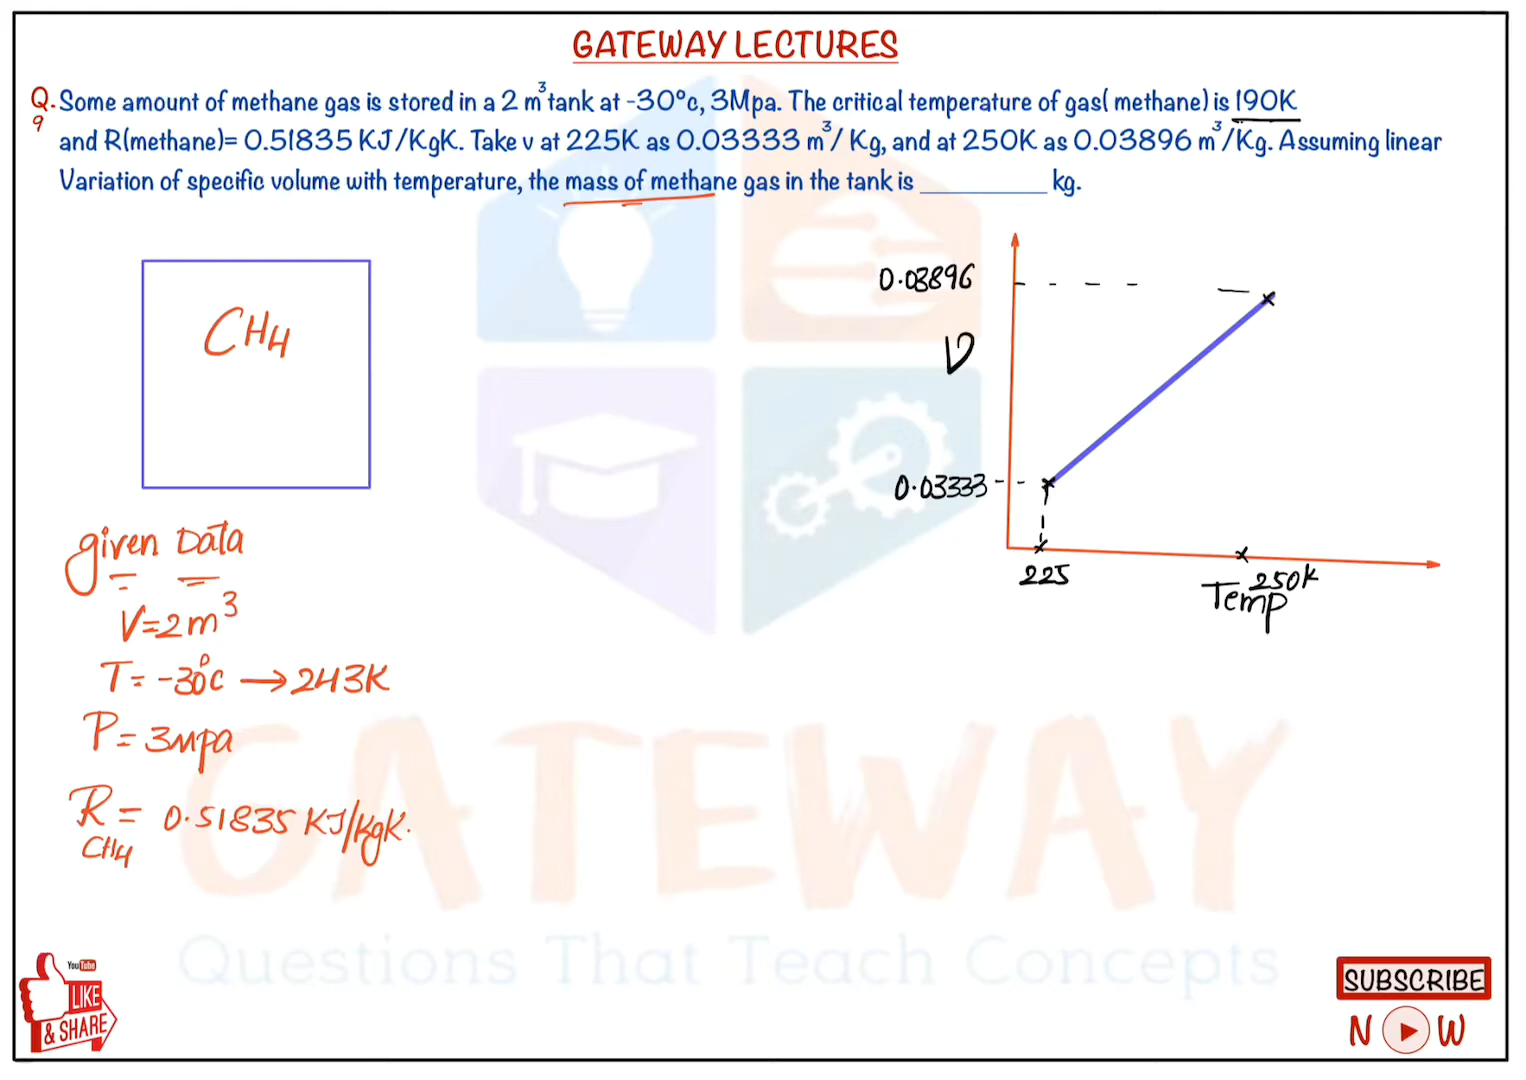 GATEWAY LECTURES
Q. Some amount of methane gas is stored in a 2 m³ tank at -30°c, 3Mpa. The critical temperature of gas( methane) is 190K
9
and R(methane)= 0.51835 KJ/KgK. Take v at 225K as 0.03333 m³/ Kg, and at 250K as 0.03896 m³/Kg. Assuming linear
Variation of specific volume with temperature, the mass of methane gas in the tank is __________ kg.
CH4
0.03896
V
0.03333
225
250K
Temp
given Data
V=2m³
T= -30°C → 243K
P= 3Mpa
R = 0.51835 KJ/kgK.
CH4
GATEWAY
Questions That Teach Concepts
YouTube
LIKE
& SHARE
SUBSCRIBE
N W